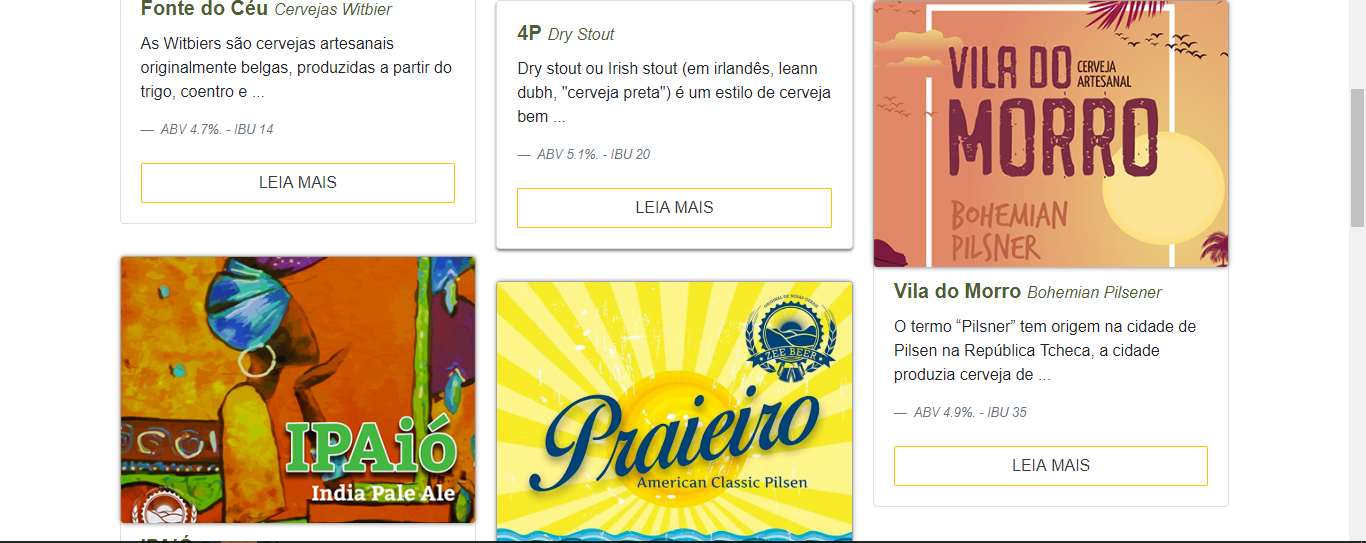 Fonte do Céu Cervejas Witbier
As Witbiers são cervejas artesanais
originalmente belgas, produzidas a partir do
trigo, coentro e ...
— ABV 4.7%. - IBU 14
LEIA MAIS
IPAió
India Pale Ale
4P Dry Stout
Dry stout ou Irish stout (em irlandês, leann
dubh, "cerveja preta") é um estilo de cerveja
bem ...
— ABV 5.1%. - IBU 20
LEIA MAIS
ORIGINAL DE MINAS GERAIS
ZEE BEER
Praieiro
American Classic Pilsen
VILA DO
CERVEJA
ARTESANAL
MORRO
BOHEMIAN
PILSNER
Vila do Morro Bohemian Pilsener
O termo “Pilsner” tem origem na cidade de
Pilsen na República Tcheca, a cidade
produzia cerveja de ...
— ABV 4.9%. - IBU 35
LEIA MAIS